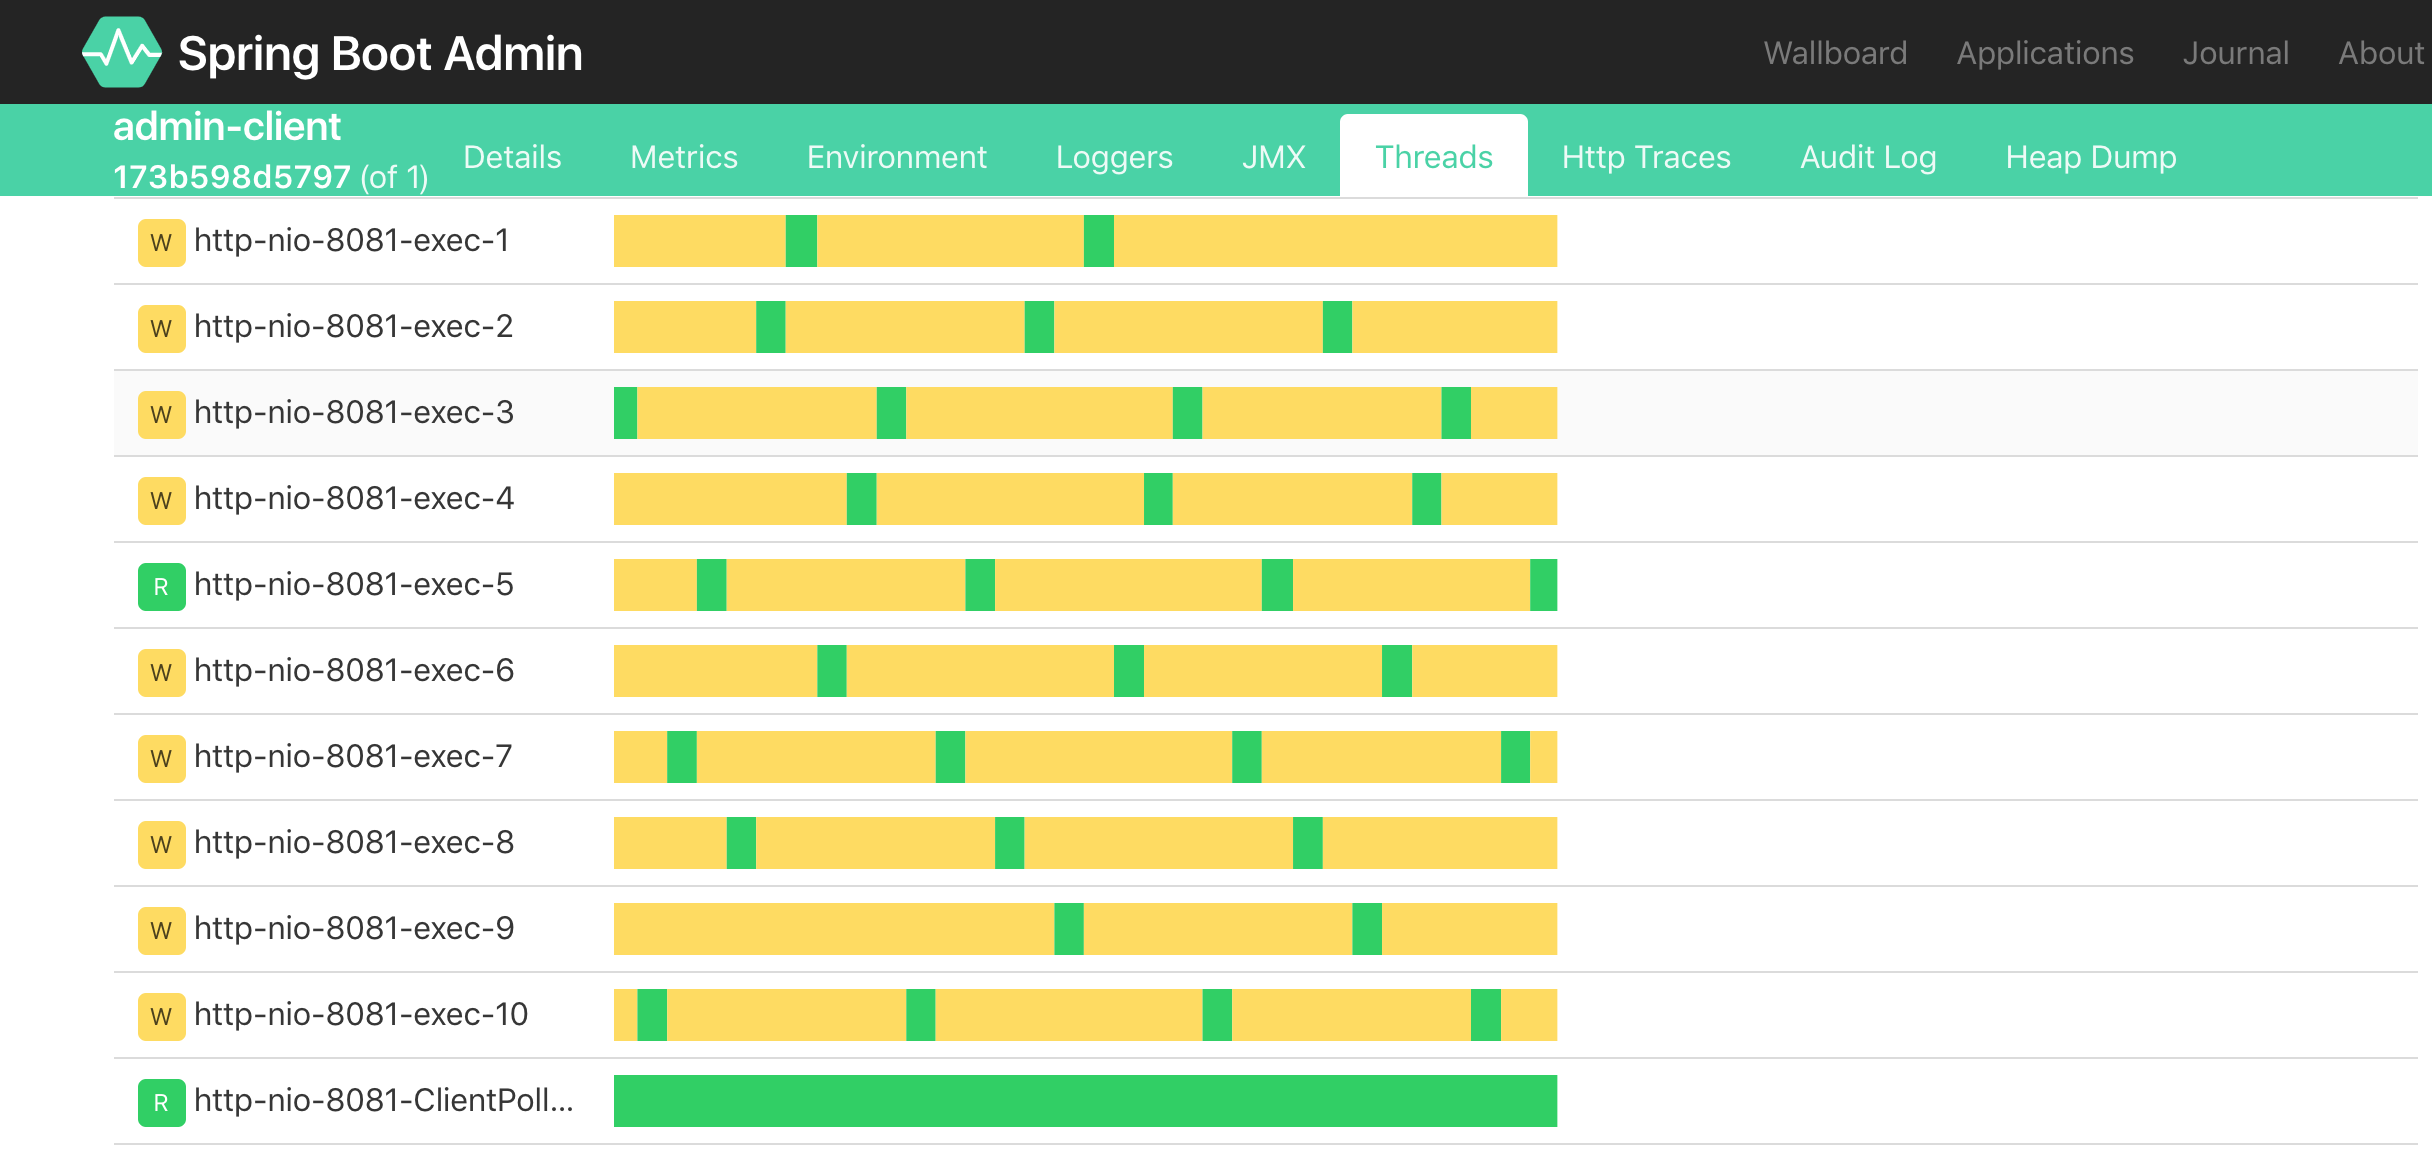 Spring Boot Admin
Wallboard Applications Journal About
admin-client
173b598d5797 (of 1)
Details Metrics Environment Loggers JMX Threads Http Traces Audit Log Heap Dump
W http-nio-8081-exec-1
W http-nio-8081-exec-2
W http-nio-8081-exec-3
W http-nio-8081-exec-4
R http-nio-8081-exec-5
W http-nio-8081-exec-6
W http-nio-8081-exec-7
W http-nio-8081-exec-8
W http-nio-8081-exec-9
W http-nio-8081-exec-10
R http-nio-8081-ClientPoll...